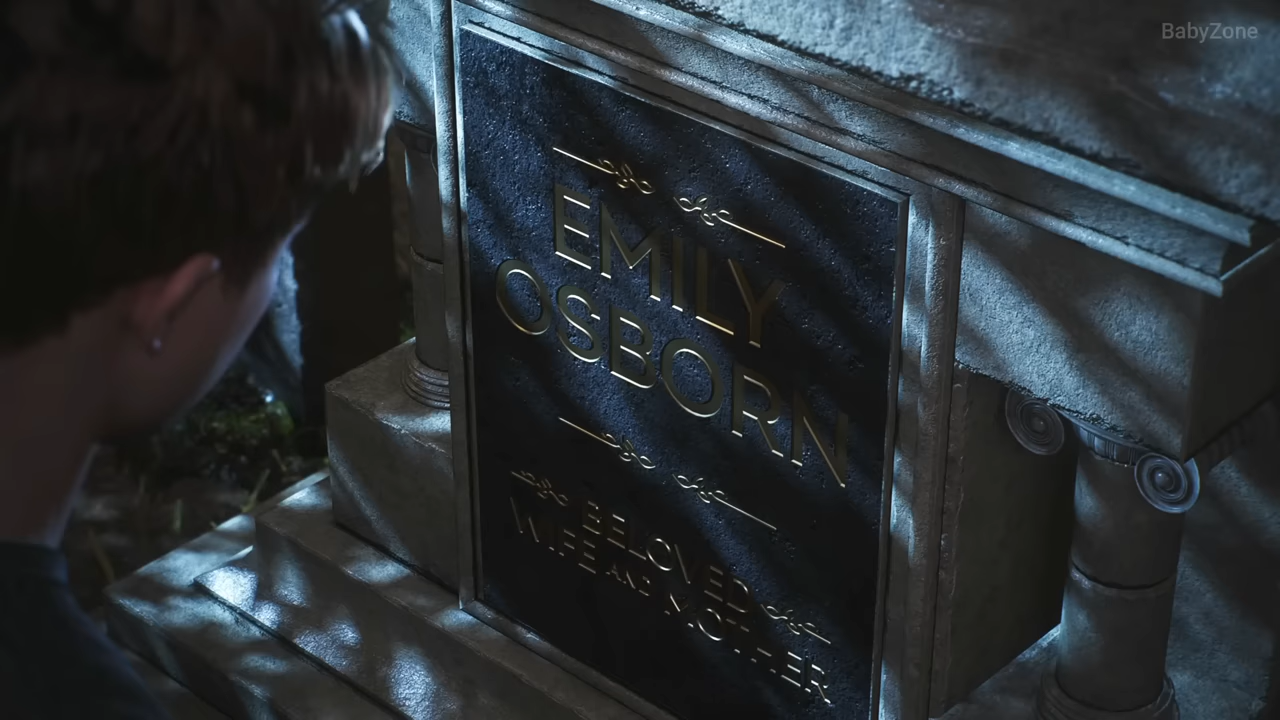 BabyZone
EMILY
OSBORN
BELOVED
WIFE AND MOTHER